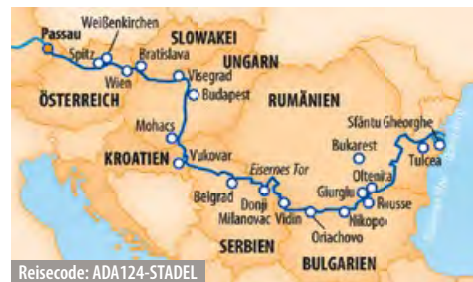 Weißenkirchen
Passau
SLOWAKEI
Spitz
Bratislava
UNGARN
Wien
Visegrad
Budapest
ÖSTERREICH
RUMÄNIEN
Sfântu Gheorghe
Mohacs
Bukarest
Tulcea
KROATIEN
Vukovar
Eisernes Tor
Oltenita
Belgrad
Giurgiu
Donji
Milanovac
Vidin
Rousse
Nikopol
Oriachovo
SERBIEN
BULGARIEN
Reisecode: ADA124-STADEL